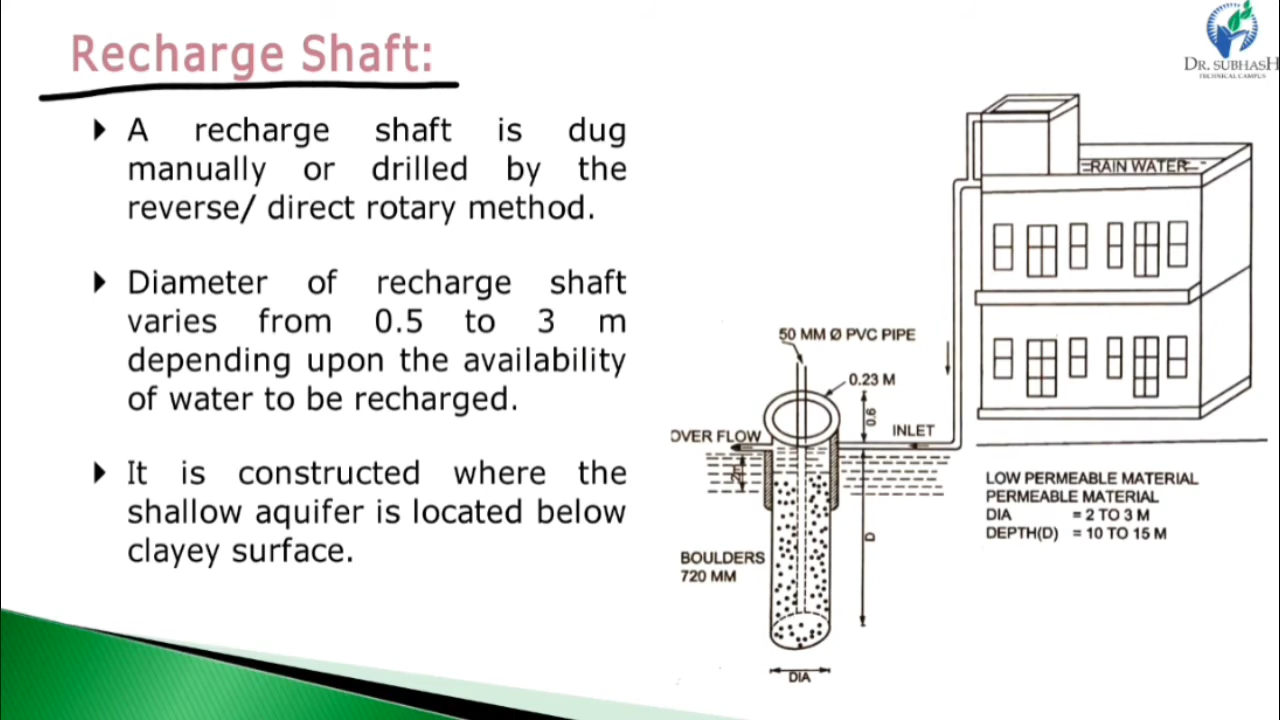 Recharge Shaft:
A recharge shaft is dug
manually or drilled by the
reverse/ direct rotary method.
Diameter of recharge shaft
varies from 0.5 to 3 m
depending upon the availability
of water to be recharged.
It is constructed where the
shallow aquifer is located below
clayey surface.
DR. SUBHASH
TECHNICAL CAMPUS
RAIN WATER
50 MM Ø PVC PIPE
0.23 M
0.6
OVER FLOW
INLET
D
BOULDERS
720 MM
DIA
LOW PERMEABLE MATERIAL
PERMEABLE MATERIAL
DIA = 2 TO 3 M
DEPTH(D) = 10 TO 15 M